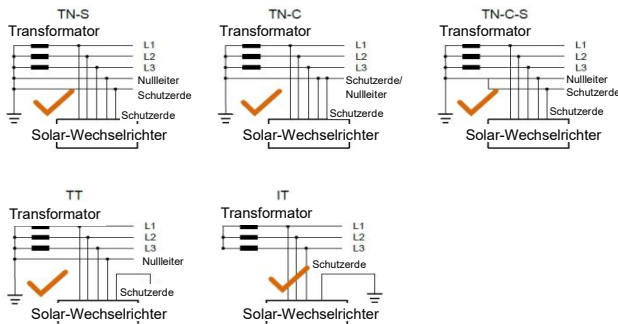 TN-S
Transformator
L1
L2
L3
Nullleiter
Schutzerde
Schutzerde
Solar-Wechselrichter
TN-C
Transformator
L1
L2
L3
Schutzerde/
Nullleiter
Schutzerde
Solar-Wechselrichter
TN-C-S
Transformator
L1
L2
L3
Nullleiter
Schutzerde
Schutzerde
Solar-Wechselrichter
TT
Transformator
L1
L2
L3
Nullleiter
Schutzerde
Solar-Wechselrichter
IT
Transformator
L1
L2
L3
Schutzerde
Solar-Wechselrichter